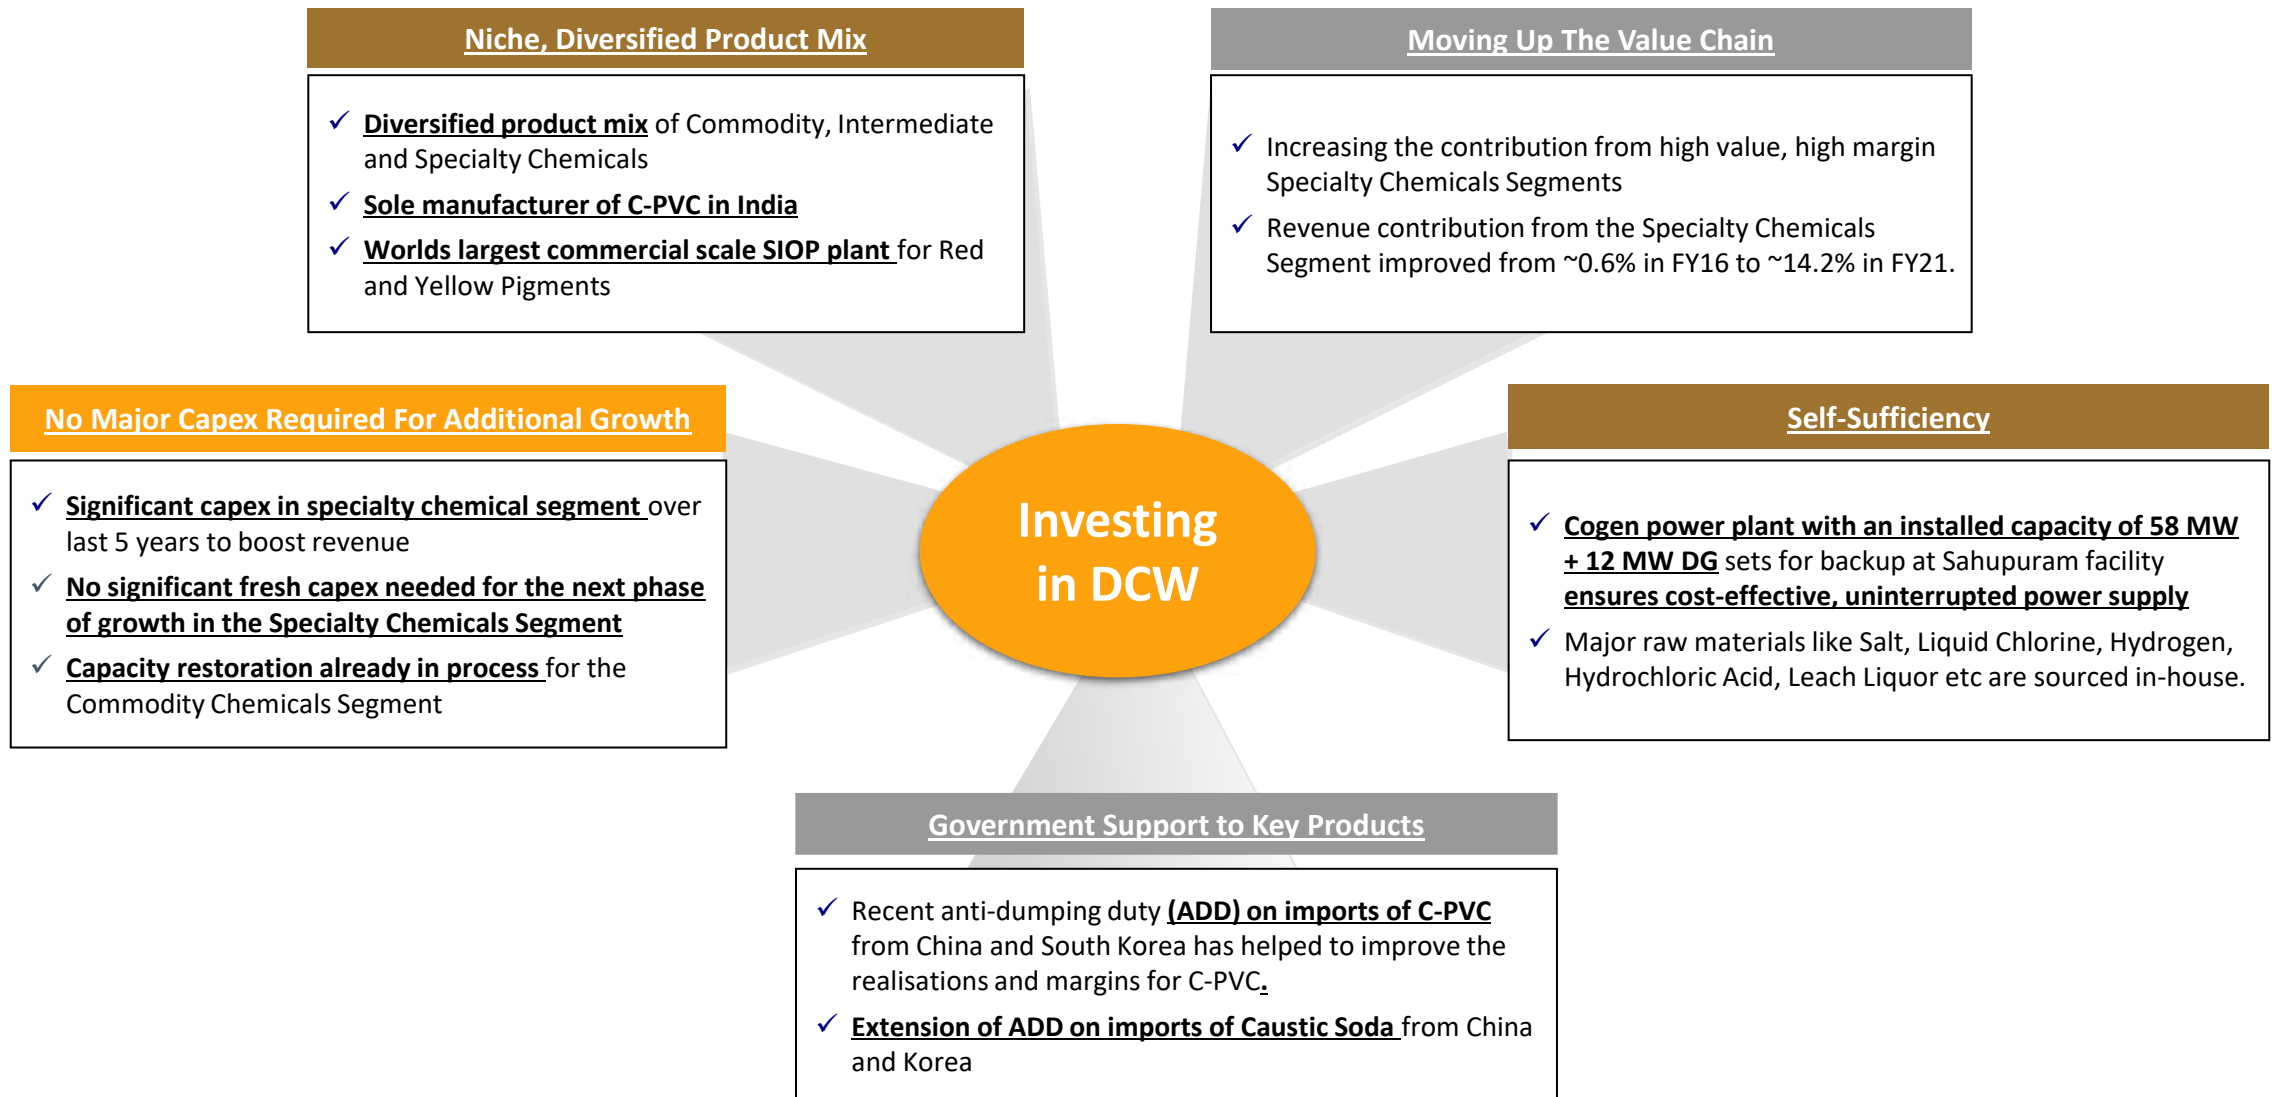 Niche, Diversified Product Mix
✓ Diversified product mix of Commodity, Intermediate
and Specialty Chemicals
✓ Sole manufacturer of C-PVC in India
✓ Worlds largest commercial scale SIOP plant for Red
and Yellow Pigments
Moving Up The Value Chain
✓ Increasing the contribution from high value, high margin
Specialty Chemicals Segments
✓ Revenue contribution from the Specialty Chemicals
Segment improved from ~0.6% in FY16 to ~14.2% in FY21.
No Major Capex Required For Additional Growth
✓ Significant capex in specialty chemical segment over
last 5 years to boost revenue
✓ No significant fresh capex needed for the next phase
of growth in the Specialty Chemicals Segment
✓ Capacity restoration already in process for the
Commodity Chemicals Segment
Investing
in DCW
Self-Sufficiency
✓ Cogen power plant with an installed capacity of 58 MW
+ 12 MW DG sets for backup at Sahupuram facility
ensures cost-effective, uninterrupted power supply
✓ Major raw materials like Salt, Liquid Chlorine, Hydrogen,
Hydrochloric Acid, Leach Liquor etc are sourced in-house.
Government Support to Key Products
✓ Recent anti-dumping duty (ADD) on imports of C-PVC
from China and South Korea has helped to improve the
realisations and margins for C-PVC.
✓ Extension of ADD on imports of Caustic Soda from China
and Korea